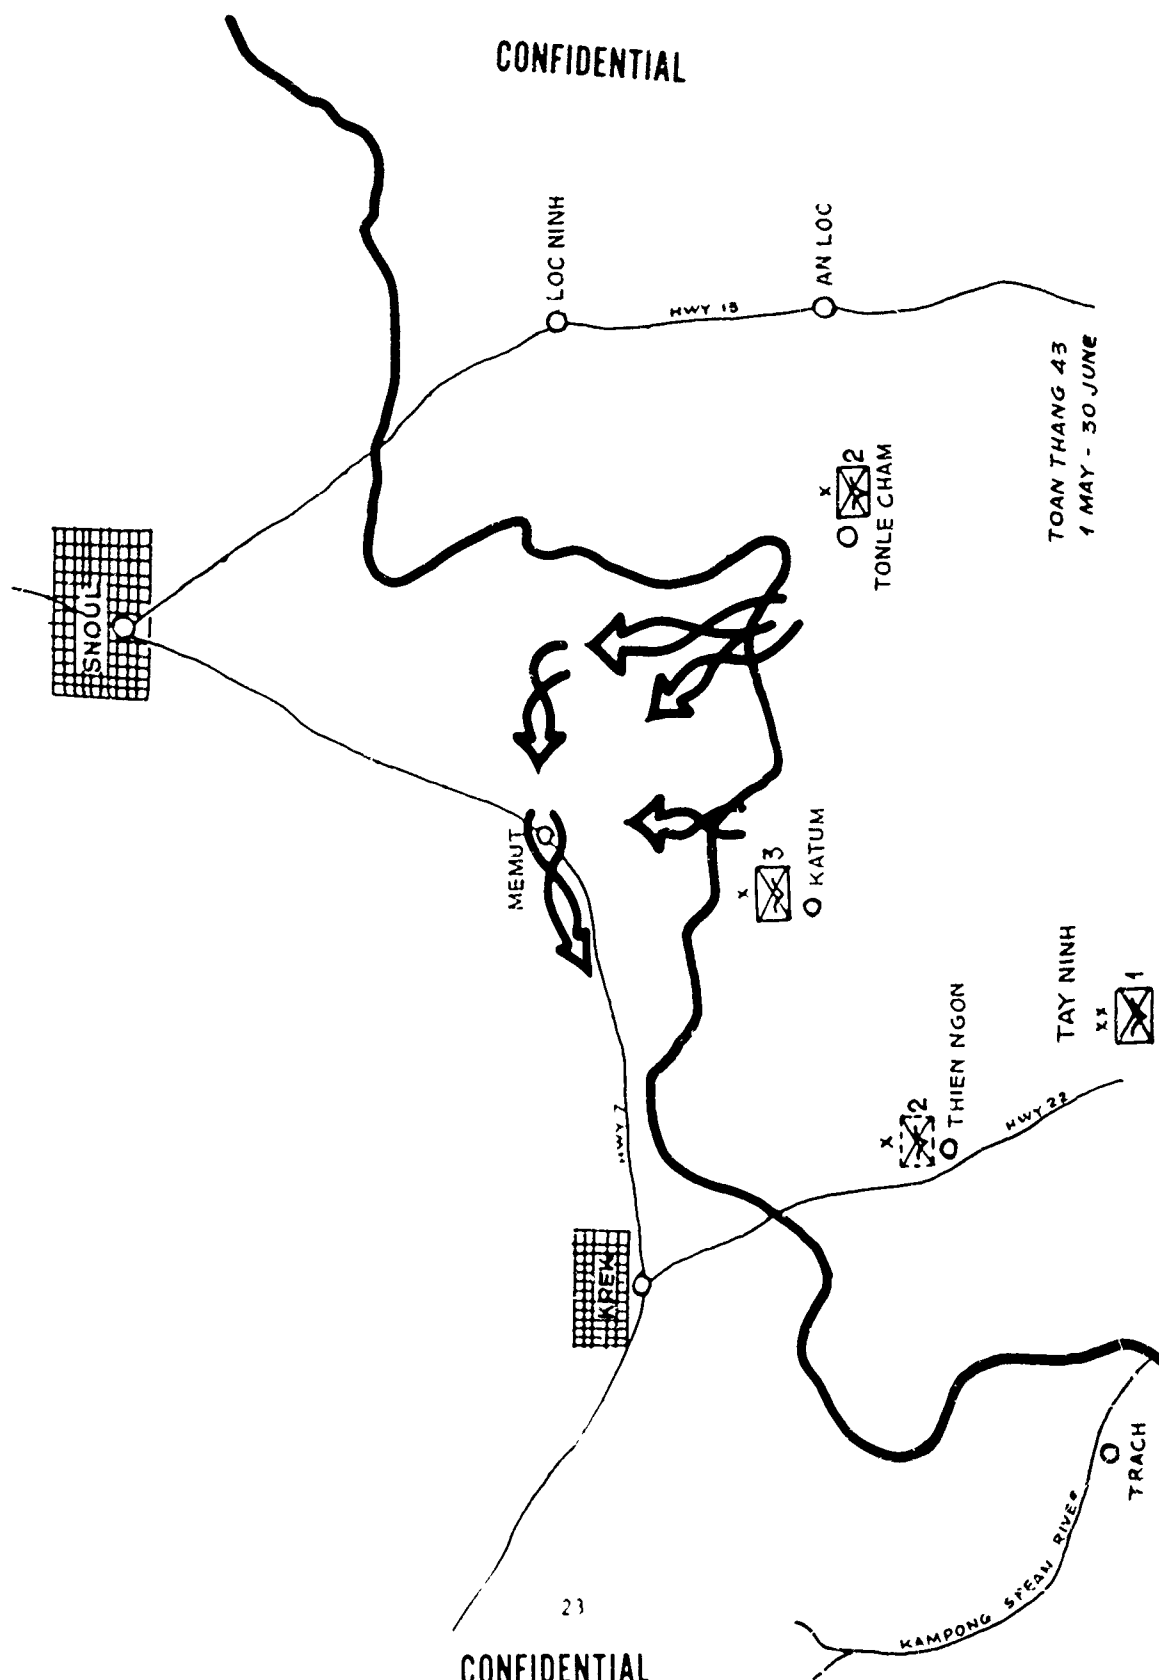 CONFIDENTIAL
SNOUL
LOC NINH
HWY 13
AN LOC
TOAN THANG 43
1 MAY - 30 JUNE
X
2
TONLE CHAM
MEMUT
X
3
KATUM
TAY NINH
XX
1
X
2
THIEN NGON
HWY 22
HWY 7
KREK
TRACH
KAMPONG SPEAN RIVER
23
CONFIDENTIAL